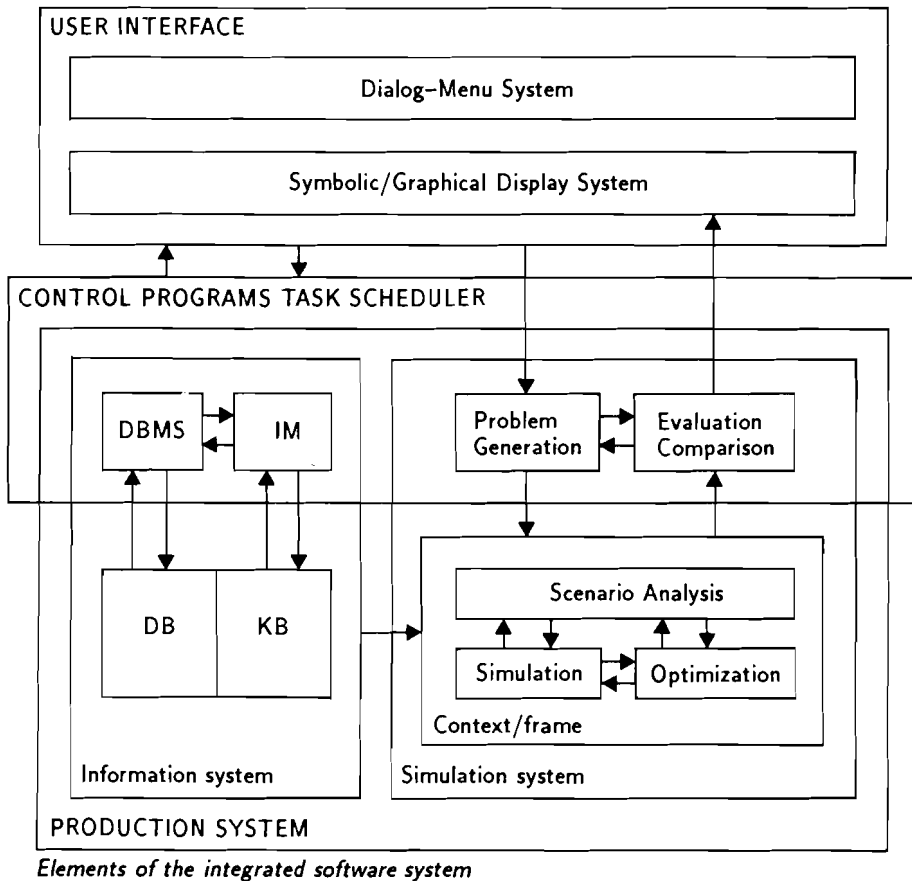 USER INTERFACE
Dialog–Menu System
Symbolic/Graphical Display System
CONTROL PROGRAMS TASK SCHEDULER
DBMS
IM
Problem
Generation
Evaluation
Comparison
DB
KB
Scenario Analysis
Simulation
Optimization
Context/frame
Information system
Simulation system
PRODUCTION SYSTEM
Elements of the integrated software system